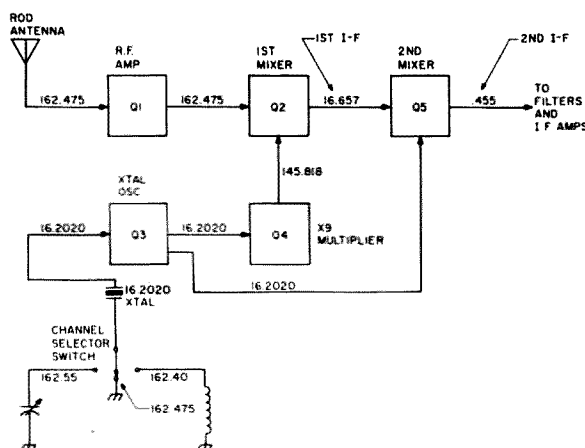 ROD
ANTENNA
R.F.
AMP
1ST
MIXER
1ST I-F
2ND
MIXER
2ND I-F
162.475
Q1
162.475
Q2
16.657
Q5
.455
TO
FILTERS
AND
I F AMPS
145.818
XTAL
OSC
16.2020
Q3
16.2020
Q4
X9
MULTIPLIER
16.2020
XTAL
16.2020
CHANNEL
SELECTOR
SWITCH
162.55
162.40
162.475